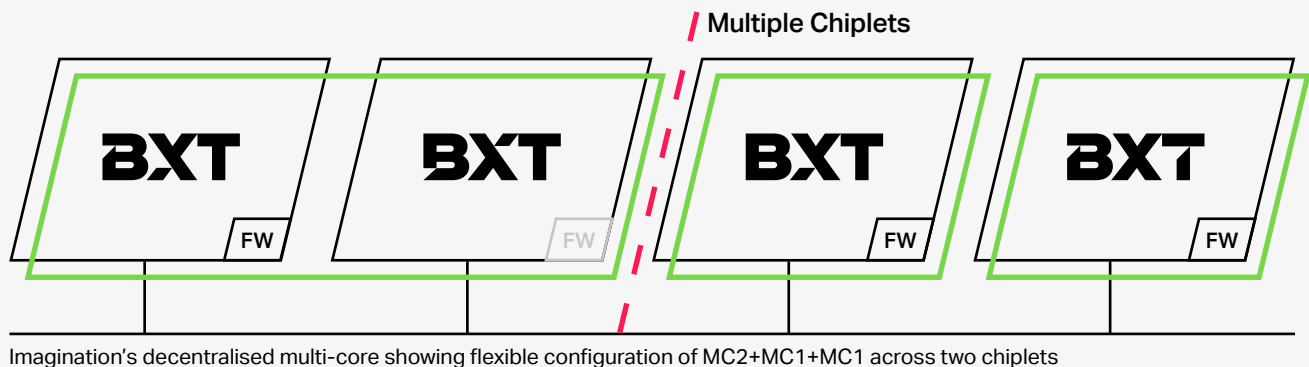 Multiple Chiplets
BXT BXT BXT BXT
FW FW FW FW
Imagination's decentralised multi-core showing flexible configuration of MC2+MC1+MC1 across two chiplets